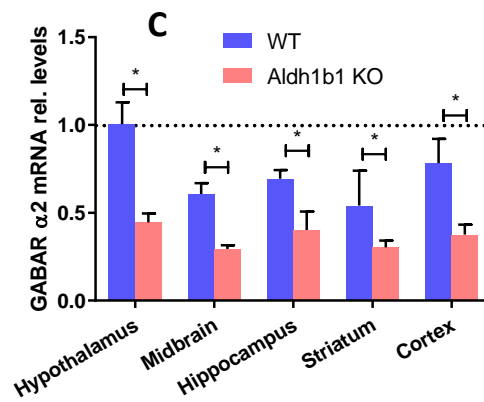 C
WT
Aldh1b1 KO
GABAR α2 mRNA rel. levels
1.5
1.0
0.5
0.0
*
*
*
*
*
Hypothalamus
Midbrain
Hippocampus
Striatum
Cortex